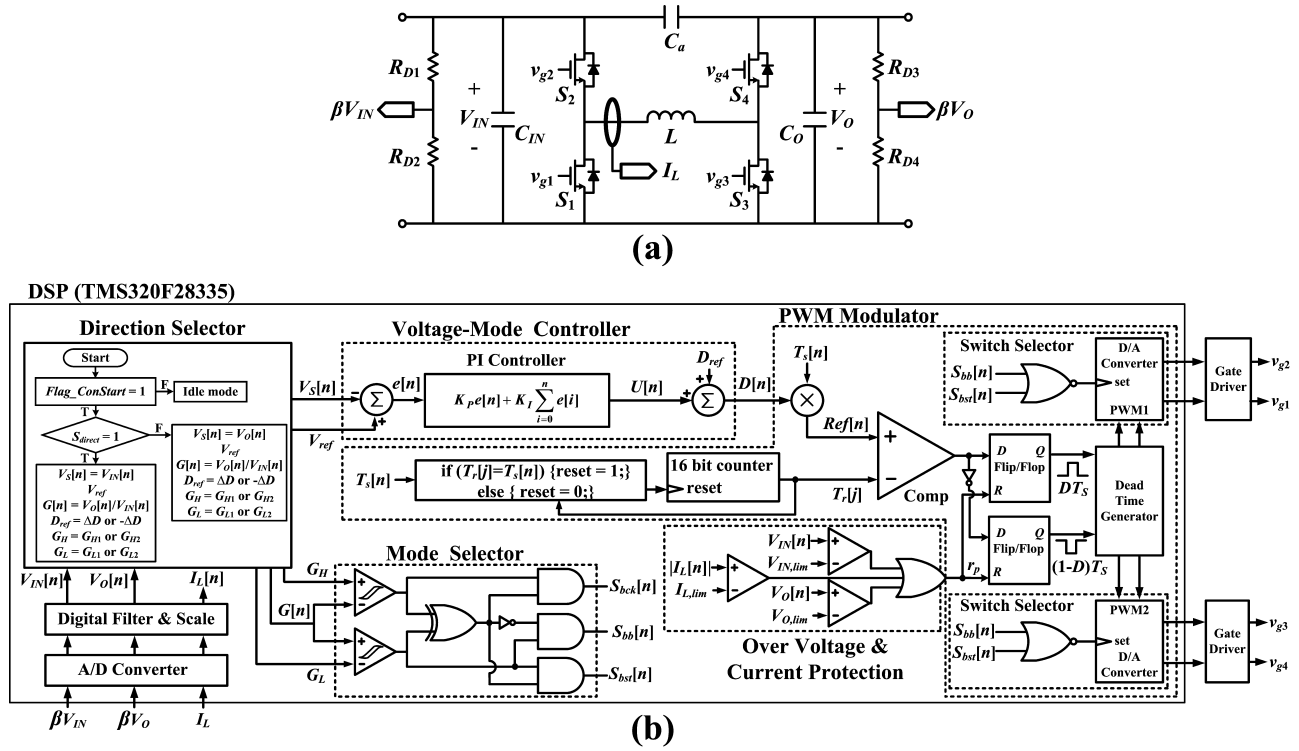 C_a
R_D1
R_D2
βV_IN
+
V_IN
-
C_IN
v_g2
S_2
v_g1
S_1
L
I_L
v_g4
S_4
v_g3
S_3
C_O
+
V_O
-
R_D3
R_D4
βV_O
(a)
DSP (TMS320F28335)
Direction Selector
Start
Flag_ConStart = 1
F
Idle mode
T
S_direct = 1
F
T
V_S[n] = V_O[n]
V_ref
G[n] = V_O[n]/V_IN[n]
D_ref = ΔD or -ΔD
G_H = G_H1 or G_H2
G_L = G_L1 or G_L2
V_S[n] = V_IN[n]
V_ref
G[n] = V_O[n]/V_IN[n]
D_ref = ΔD or -ΔD
G_H = G_H1 or G_H2
G_L = G_L1 or G_L2
V_IN[n]
V_O[n]
I_L[n]
Digital Filter & Scale
A/D Converter
βV_IN
βV_O
I_L
Voltage-Mode Controller
PI Controller
V_S[n]
V_ref
-
+
Σ
e[n]
K_P e[n] + K_I Σ_{i=0}^{n} e[i]
U[n]
D_ref
+
+
Σ
D[n]
T_s[n]
if (T_r[j]=T_s[n]) {reset = 1;}
else { reset = 0;}
16 bit counter
reset
T_r[j]
Mode Selector
G_H
G[n]
G_L
+
-
+
-
S_bck[n]
S_bb[n]
S_bst[n]
PWM Modulator
T_s[n]
×
Ref[n]
+
-
Comp
D Q
Flip/Flop
R
DT_S
D Q
Flip/Flop
R
(1-D)T_S
r_p
Dead
Time
Generator
Switch Selector
S_bb[n]
S_bst[n]
D/A
Converter
set
PWM1
Gate
Driver
v_g2
v_g1
|I_L[n]|
I_L,lim
+
-
V_IN[n]
V_IN,lim
+
-
V_O[n]
V_O,lim
+
-
Over Voltage &
Current Protection
Switch Selector
S_bb[n]
S_bst[n]
PWM2
set
D/A
Converter
Gate
Driver
v_g3
v_g4
(b)